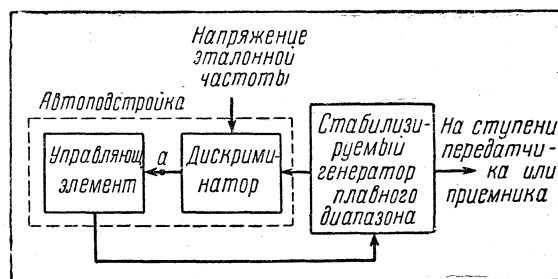 Напряжение
эталонной
частоты
Автоподстройка
Управляющ.
элемент
а
Дискрими-
натор
Стабилизи-
руемый
генератор
плавного
диапазона
На ступени
передатчи-
ка или
приемника